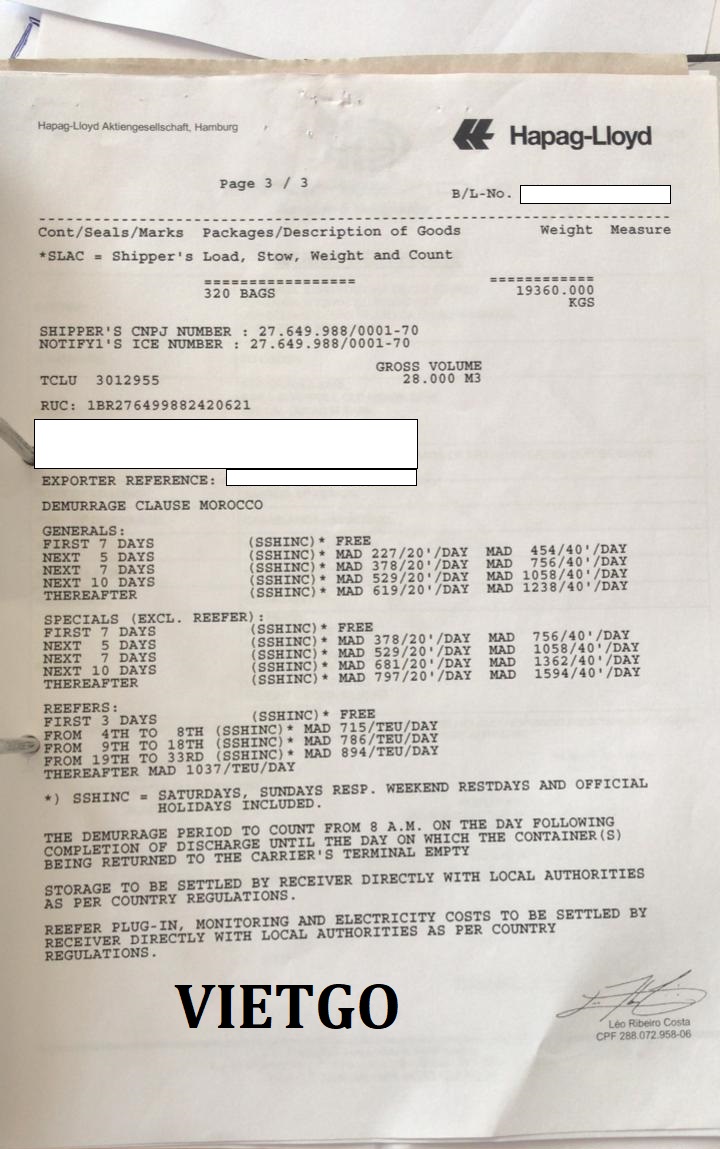 Hapag-Lloyd Aktiengesellschaft, Hamburg
Hapag-Lloyd
Page 3 / 3
B/L-No.
Cont/Seals/Marks Packages/Description of Goods Weight Measure
*SLAC = Shipper's Load, Stow, Weight and Count
320 BAGS 19360.000
KGS
SHIPPER'S CNPJ NUMBER : 27.649.988/0001-70
NOTIFY1'S ICE NUMBER : 27.649.988/0001-70
GROSS VOLUME
TCLU 3012955 28.000 M3
RUC: 1BR276499882420621
EXPORTER REFERENCE:
DEMURRAGE CLAUSE MOROCCO
GENERALS:
FIRST 7 DAYS (SSHINC)* FREE
NEXT 5 DAYS (SSHINC)* MAD 227/20'/DAY MAD 454/40'/DAY
NEXT 7 DAYS (SSHINC)* MAD 378/20'/DAY MAD 756/40'/DAY
NEXT 10 DAYS (SSHINC)* MAD 529/20'/DAY MAD 1058/40'/DAY
THEREAFTER (SSHINC)* MAD 619/20'/DAY MAD 1238/40'/DAY
SPECIALS (EXCL. REEFER):
FIRST 7 DAYS (SSHINC)* FREE
NEXT 5 DAYS (SSHINC)* MAD 378/20'/DAY MAD 756/40'/DAY
NEXT 7 DAYS (SSHINC)* MAD 529/20'/DAY MAD 1058/40'/DAY
NEXT 10 DAYS (SSHINC)* MAD 681/20'/DAY MAD 1362/40'/DAY
THEREAFTER (SSHINC)* MAD 797/20'/DAY MAD 1594/40'/DAY
REEFERS:
FIRST 3 DAYS (SSHINC)* FREE
FROM 4TH TO 8TH (SSHINC)* MAD 715/TEU/DAY
FROM 9TH TO 18TH (SSHINC)* MAD 786/TEU/DAY
FROM 19TH TO 33RD (SSHINC)* MAD 894/TEU/DAY
THEREAFTER MAD 1037/TEU/DAY
*) SSHINC = SATURDAYS, SUNDAYS RESP. WEEKEND RESTDAYS AND OFFICIAL
HOLIDAYS INCLUDED.
THE DEMURRAGE PERIOD TO COUNT FROM 8 A.M. ON THE DAY FOLLOWING
COMPLETION OF DISCHARGE UNTIL THE DAY ON WHICH THE CONTAINER(S)
BEING RETURNED TO THE CARRIER'S TERMINAL EMPTY
STORAGE TO BE SETTLED BY RECEIVER DIRECTLY WITH LOCAL AUTHORITIES
AS PER COUNTRY REGULATIONS.
REEFER PLUG-IN, MONITORING AND ELECTRICITY COSTS TO BE SETTLED BY
RECEIVER DIRECTLY WITH LOCAL AUTHORITIES AS PER COUNTRY
REGULATIONS.
VIETGO
Léo Ribeiro Costa
CPF 288.072.958-06